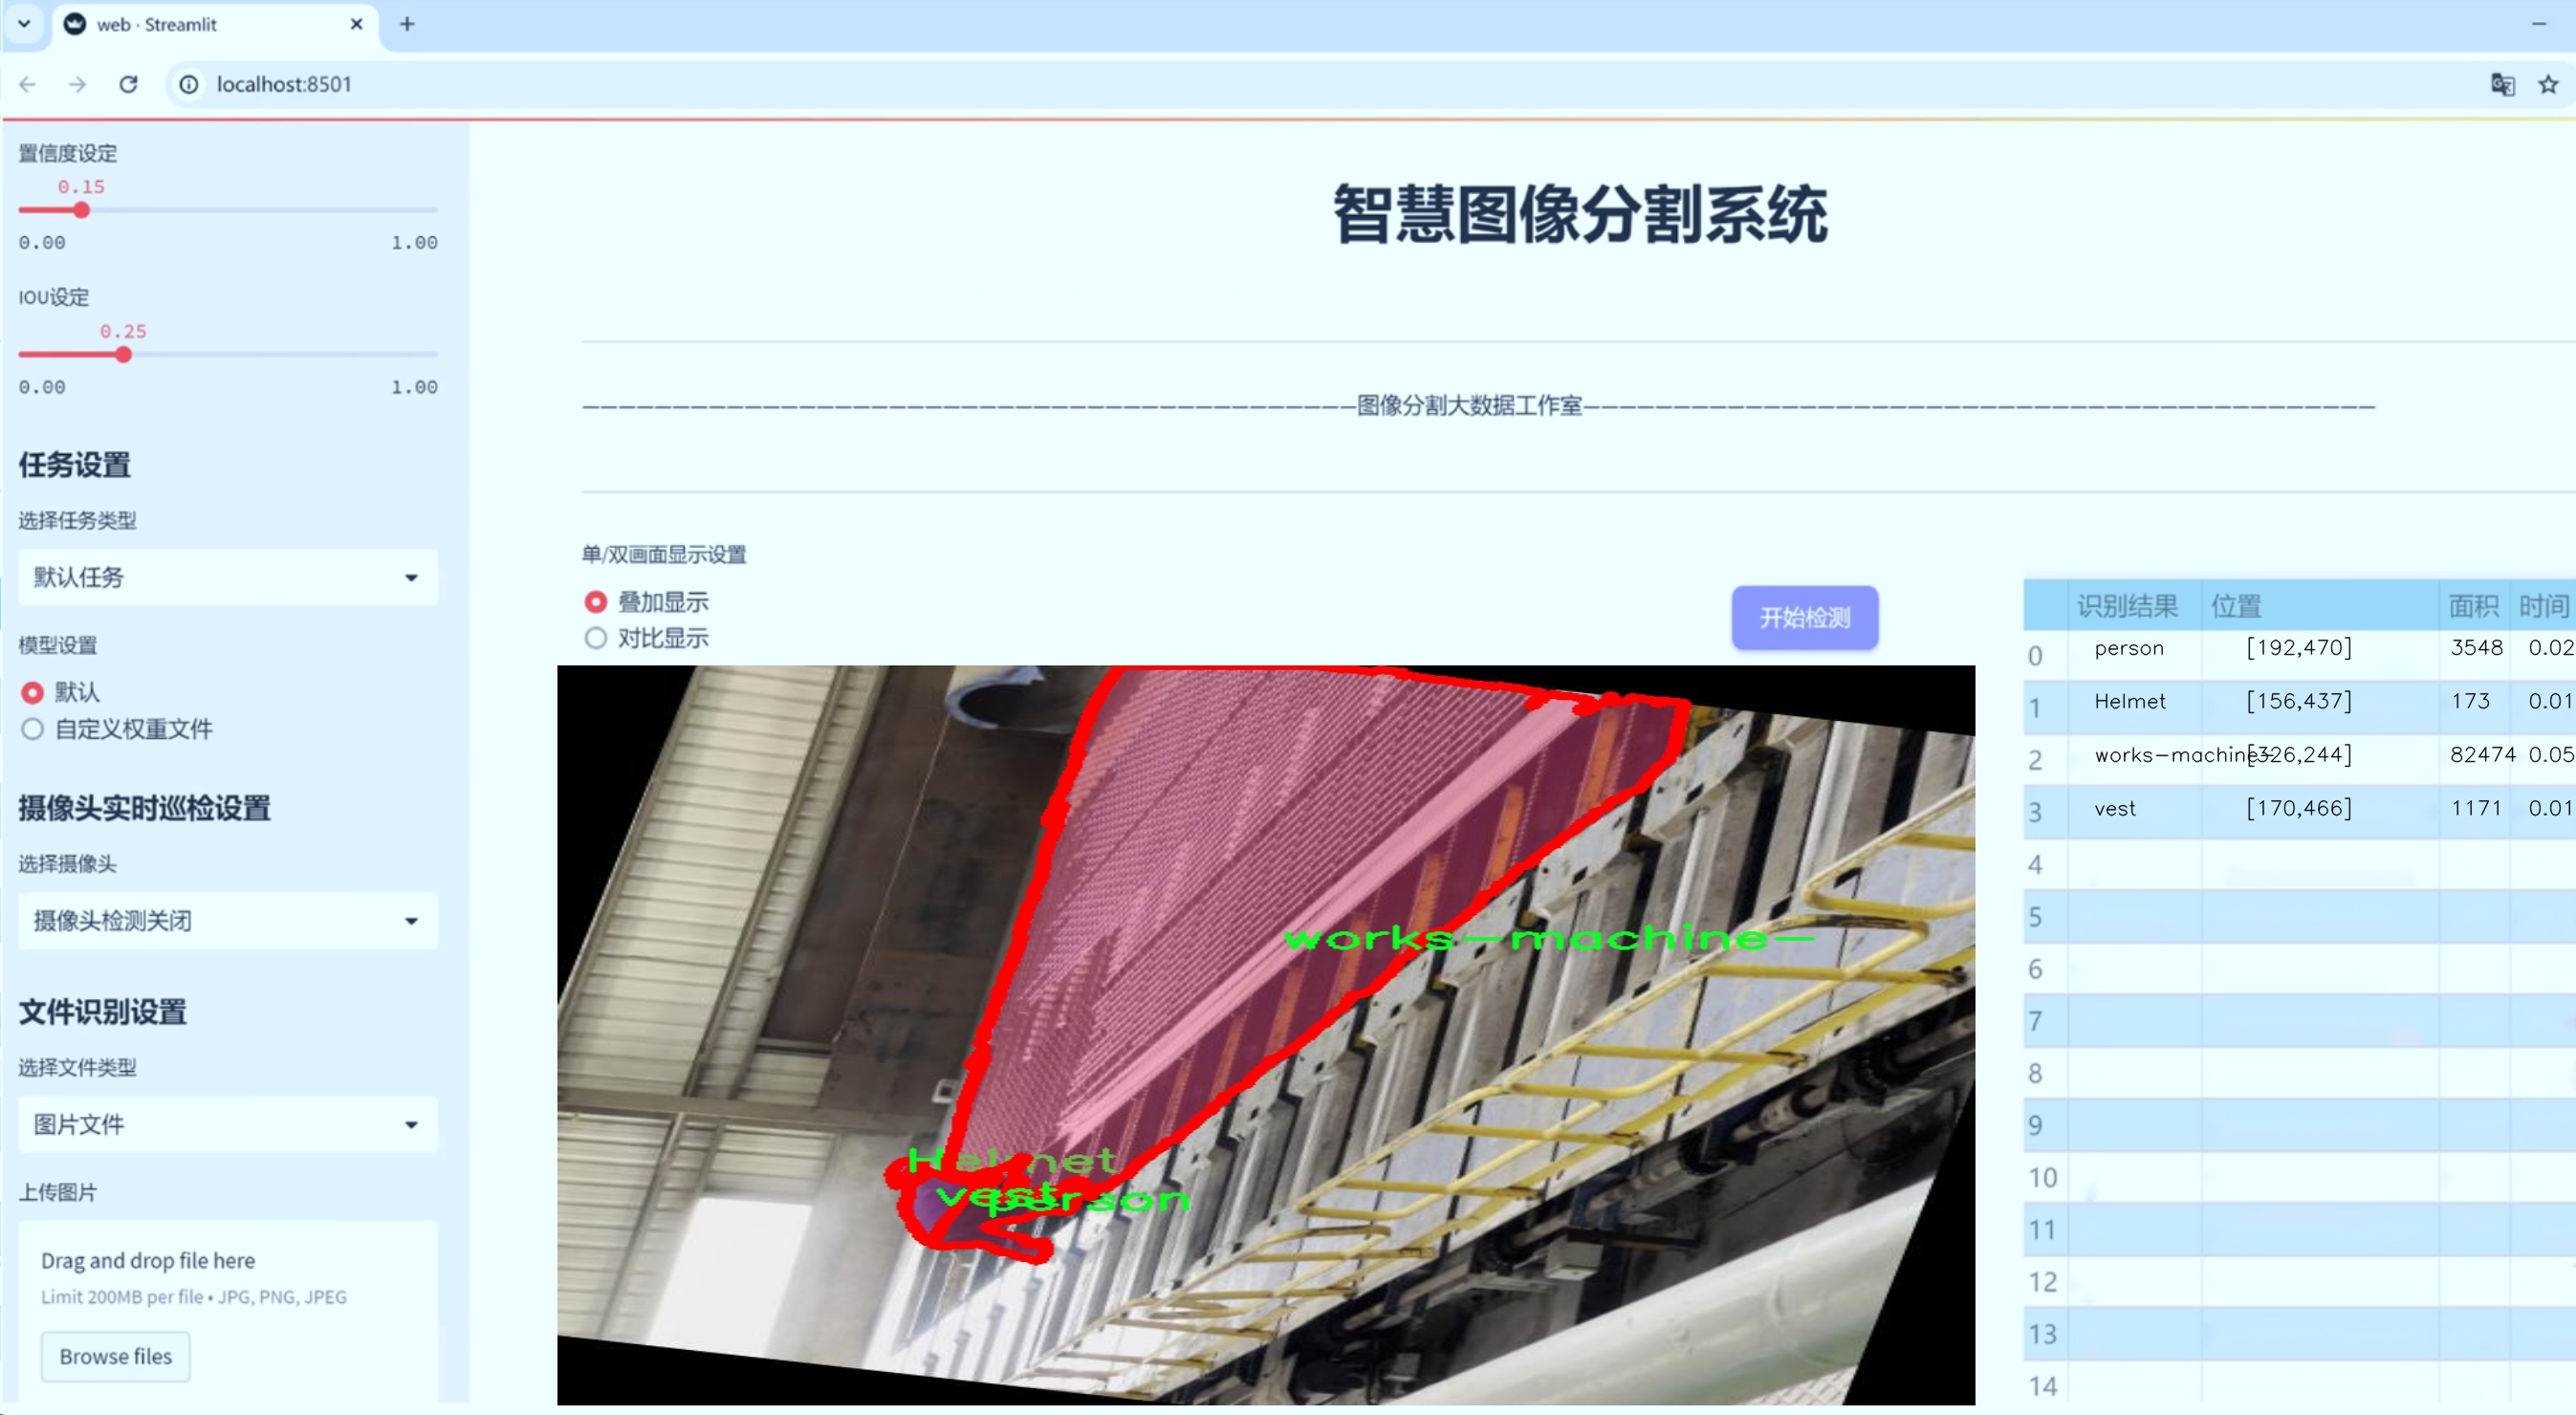 web · Streamlit
localhost:8501
置信度设定
0.15
0.00 1.00
IOU设定
0.25
0.00 1.00
任务设置
选择任务类型
默认任务
模型设置
默认
自定义权重文件
摄像头实时巡检设置
选择摄像头
摄像头检测关闭
文件识别设置
选择文件类型
图片文件
上传图片
Drag and drop file here
Limit 200MB per file • JPG, PNG, JPEG
Browse files
智慧图像分割系统
图像分割大数据工作室
单/双画面显示设置
叠加显示
对比显示
开始检测
works-machine-
Helmet
vest
person
识别结果 位置 面积 时间
0 person [192,470] 3548 0.02
1 Helmet [156,437] 173 0.01
2 works-machine- [326,244] 82474 0.05
3 vest [170,466] 1171 0.01
4
5
6
7
8
9
10
11
12
13
14